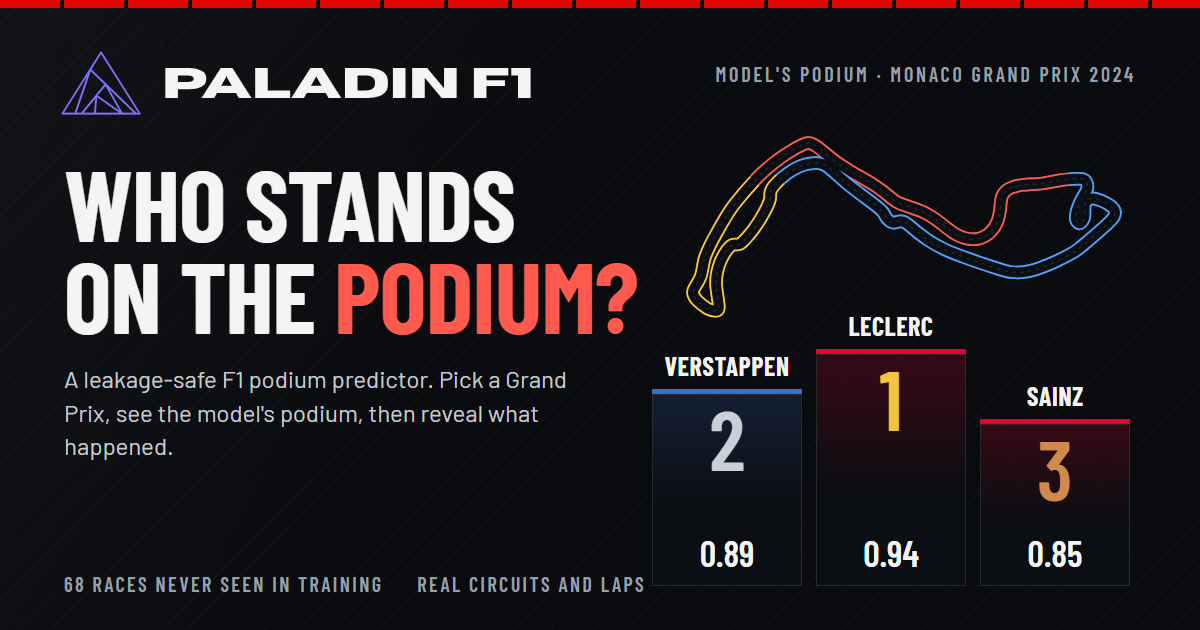 PALADIN F1
MODEL'S PODIUM · MONACO GRAND PRIX 2024
WHO STANDS
ON THE PODIUM?
A leakage-safe F1 podium predictor. Pick a Grand
Prix, see the model's podium, then reveal what
happened.
68 RACES NEVER SEEN IN TRAINING
REAL CIRCUITS AND LAPS
VERSTAPPEN
2
0.89
LECLERC
1
0.94
SAINZ
3
0.85